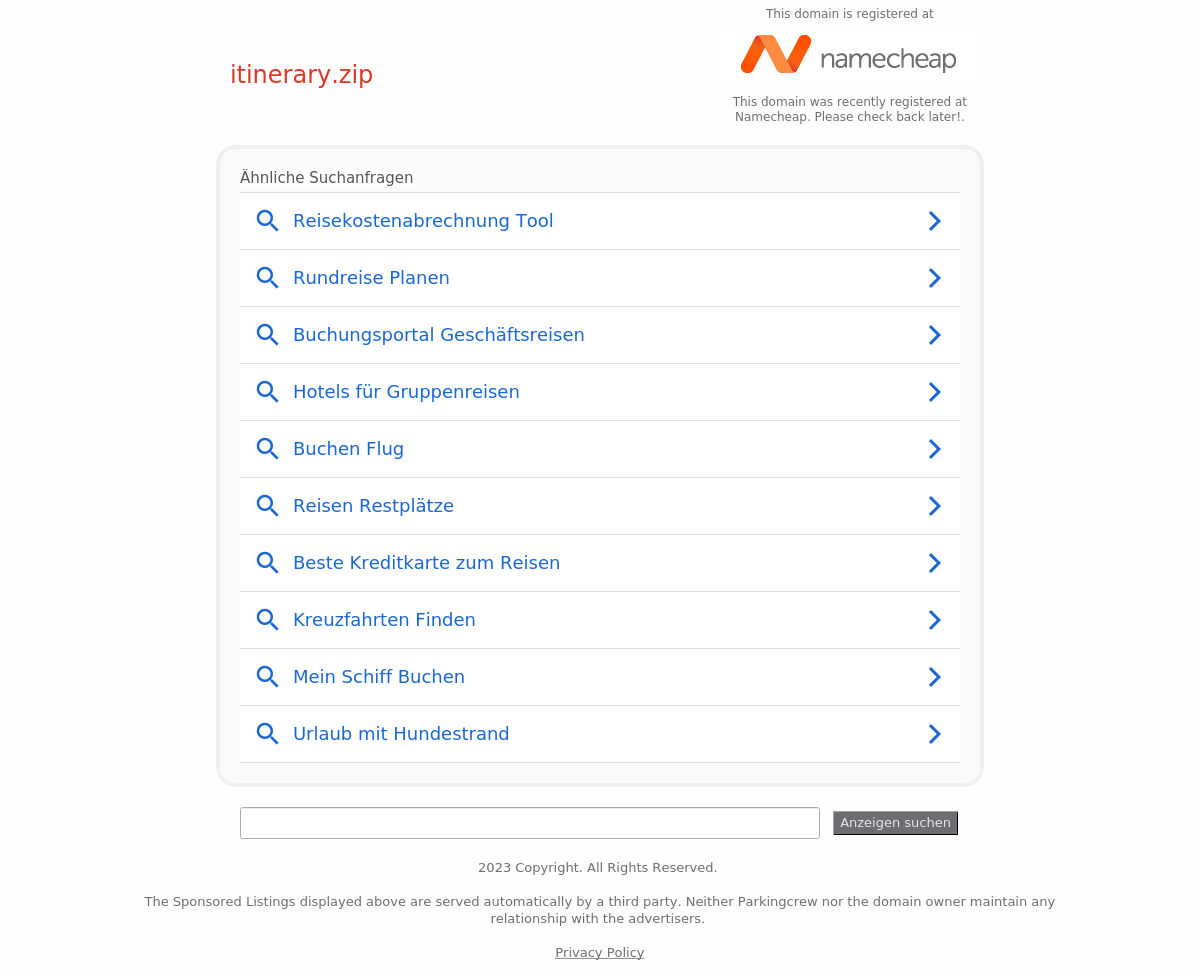 This domain is registered at
namecheap
itinerary.zip
This domain was recently registered at
Namecheap. Please check back later!.
Ähnliche Suchanfragen
Reisekostenabrechnung Tool
Rundreise Planen
Buchungsportal Geschäftsreisen
Hotels für Gruppenreisen
Buchen Flug
Reisen Restplätze
Beste Kreditkarte zum Reisen
Kreuzfahrten Finden
Mein Schiff Buchen
Urlaub mit Hundestrand
Anzeigen suchen
2023 Copyright. All Rights Reserved.
The Sponsored Listings displayed above are served automatically by a third party. Neither Parkingcrew nor the domain owner maintain any
relationship with the advertisers.
Privacy Policy